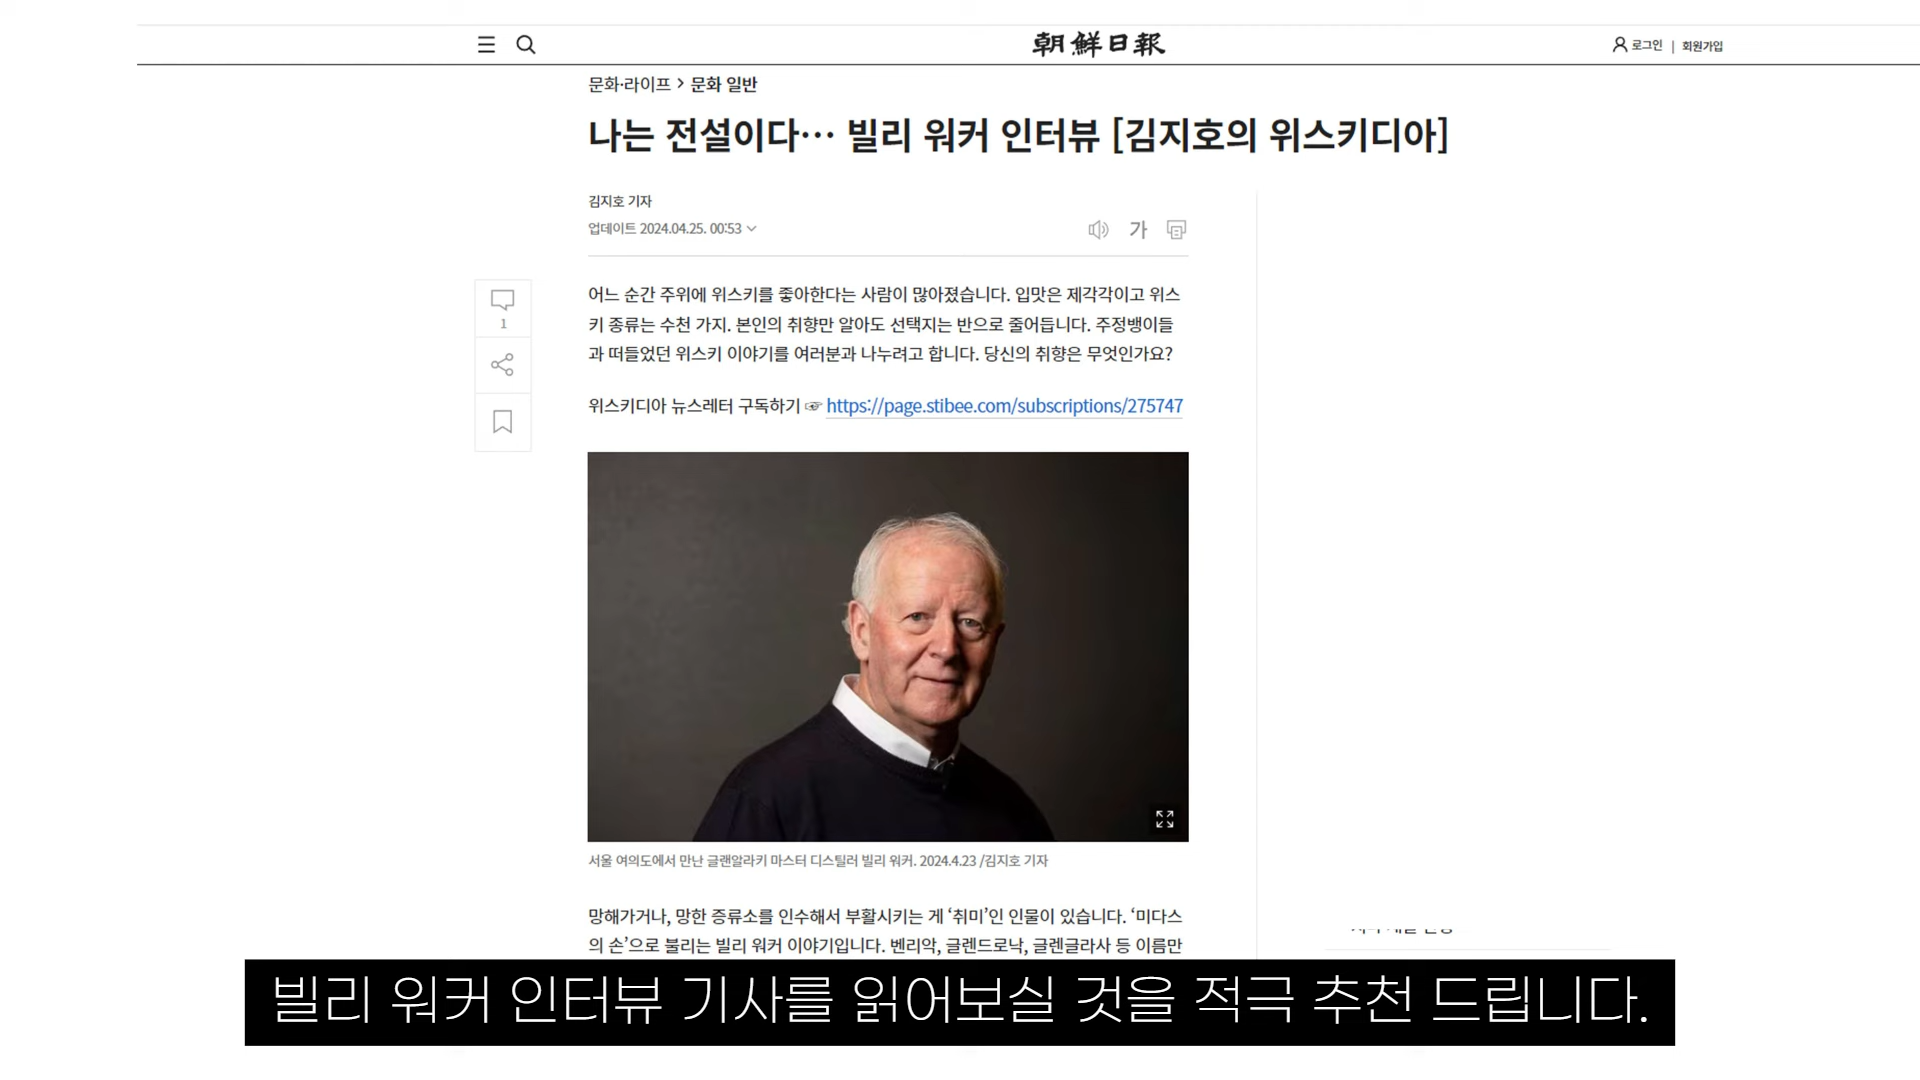 朝鮮日報
로그인 | 회원가입
문화·라이프 > 문화 일반
나는 전설이다… 빌리 워커 인터뷰 [김지호의 위스키디아]
김지호 기자
업데이트 2024.04.25. 00:53
가
1
어느 순간 주위에 위스키를 좋아한다는 사람이 많아졌습니다. 입맛은 제각각이고 위스
키 종류는 수천 가지. 본인의 취향만 알아도 선택지는 반으로 줄어듭니다. 주정뱅이들
과 떠들었던 위스키 이야기를 여러분과 나누려고 합니다. 당신의 취향은 무엇인가요?
위스키디아 뉴스레터 구독하기 ☞ https://page.stibee.com/subscriptions/275747
서울 여의도에서 만난 글랜알라키 마스터 디스틸러 빌리 워커. 2024.4.23 /김지호 기자
망해가거나, 망한 증류소를 인수해서 부활시키는 게 ‘취미’인 인물이 있습니다. ‘미다스
의 손’으로 불리는 빌리 워커 이야기입니다. 벤리악, 글렌드로낙, 글렌글라사 등 이름만
빌리 워커 인터뷰 기사를 읽어보실 것을 적극 추천 드립니다.